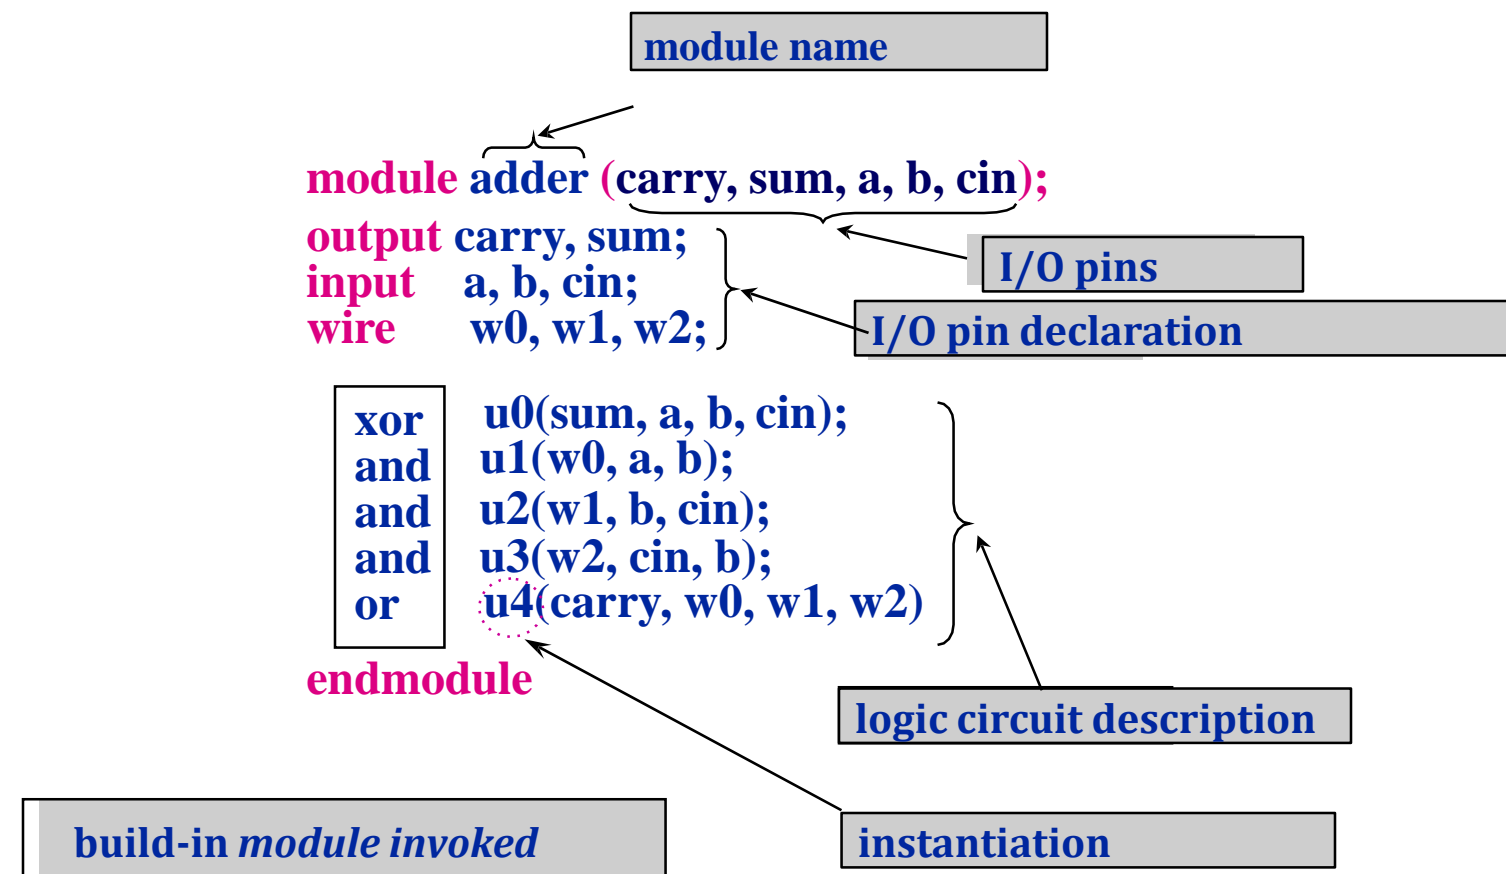 module name
module adder (carry, sum, a, b, cin);
output carry, sum;
input a, b, cin;
wire w0, w1, w2;
I/O pins
I/O pin declaration
xor u0(sum, a, b, cin);
and u1(w0, a, b);
and u2(w1, b, cin);
and u3(w2, cin, b);
or u4(carry, w0, w1, w2)
endmodule
logic circuit description
build-in module invoked
instantiation